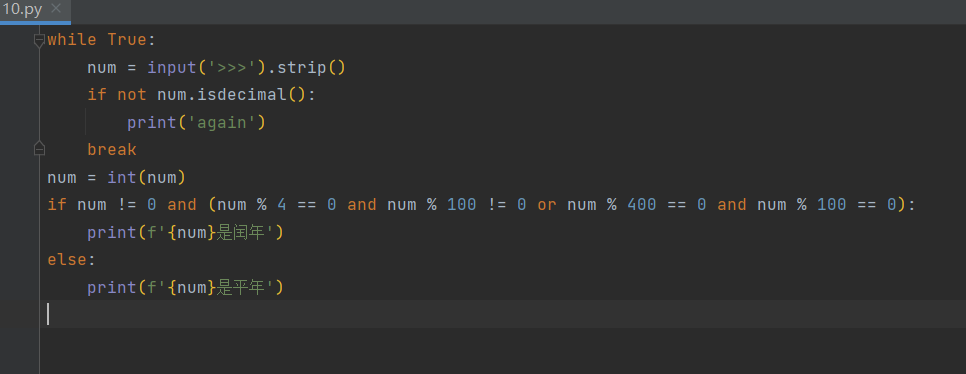 10.py
while True:
    num = input('>>>').strip()
    if not num.isdecimal():
        print('again')
    break
num = int(num)
if num != 0 and (num % 4 == 0 and num % 100 != 0 or num % 400 == 0 and num % 100 == 0):
    print(f'{num}是闰年')
else:
    print(f'{num}是平年')